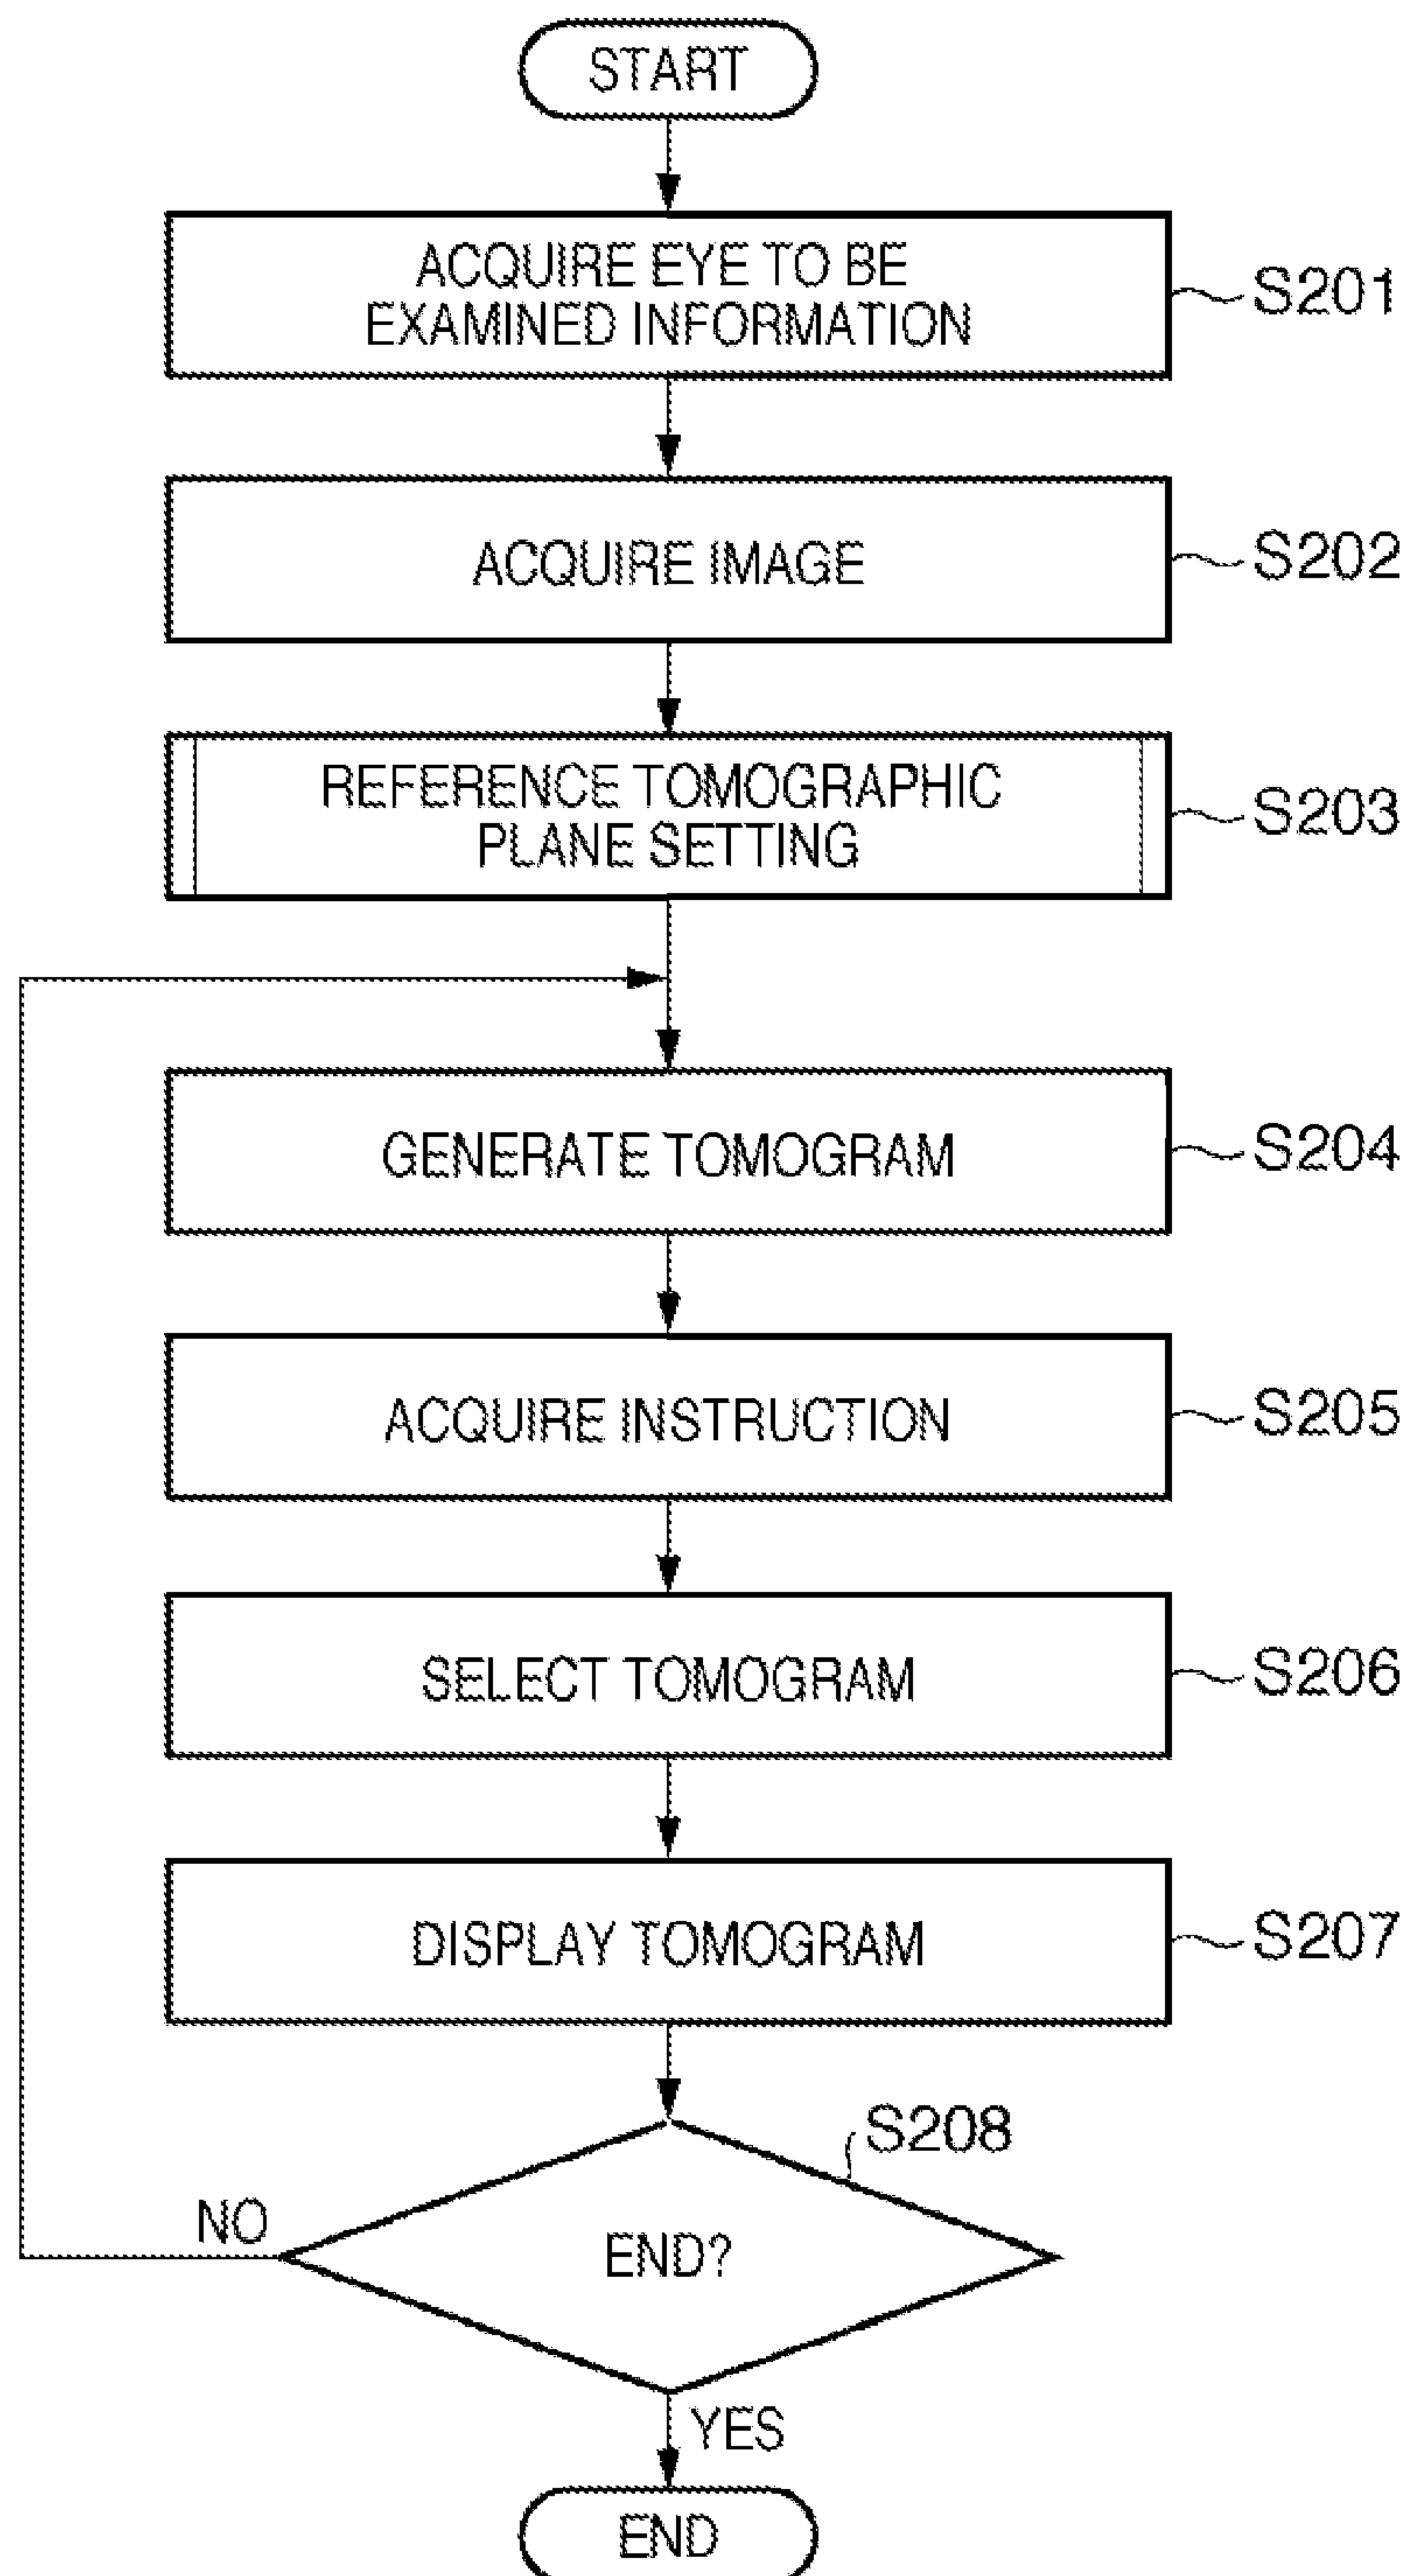 START
ACQUIRE EYE TO BE
EXAMINED INFORMATION
S201
ACQUIRE IMAGE
S202
REFERENCE TOMOGRAPHIC
PLANE SETTING
S203
GENERATE TOMOGRAM
S204
ACQUIRE INSTRUCTION
S205
SELECT TOMOGRAM
S206
DISPLAY TOMOGRAM
S207
S208
NO
END?
YES
END